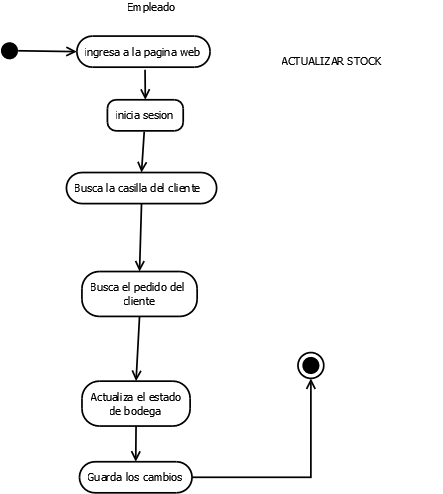 Empleado
ingresa a la pagina web
ACTUALIZAR STOCK
inicia sesion
Busca la casilla del cliente
Busca el pedido del
cliente
Actualiza el estado
de bodega
Guarda los cambios